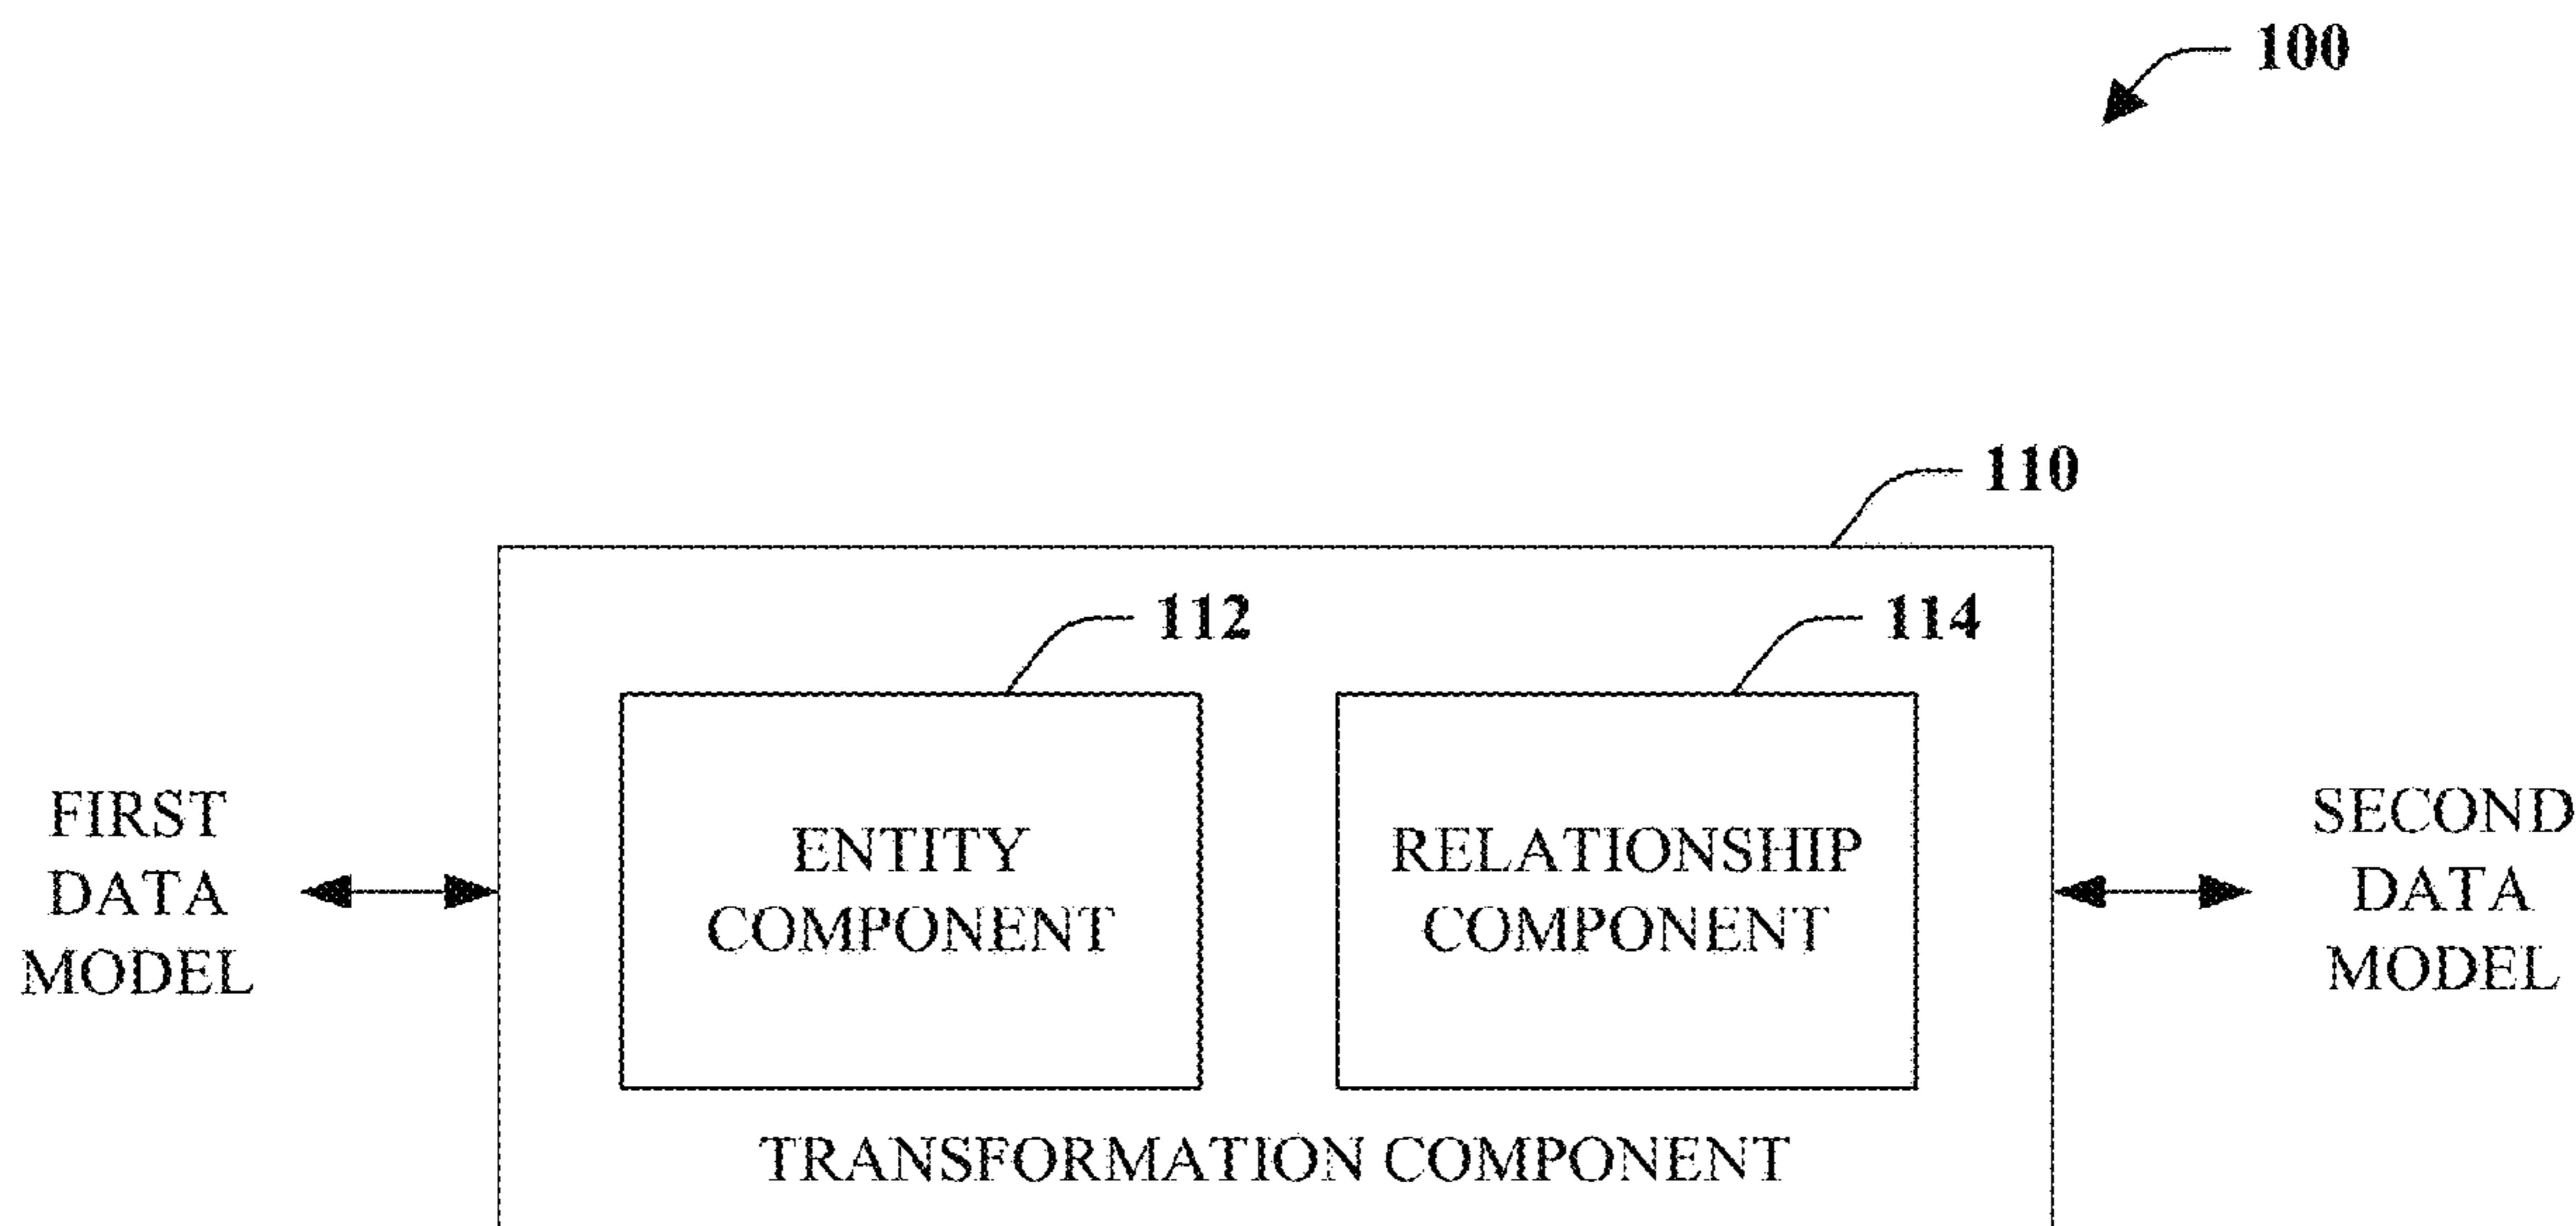 100
110
112
114
FIRST
DATA
MODEL
ENTITY
COMPONENT
RELATIONSHIP
COMPONENT
SECOND
DATA
MODEL
TRANSFORMATION COMPONENT